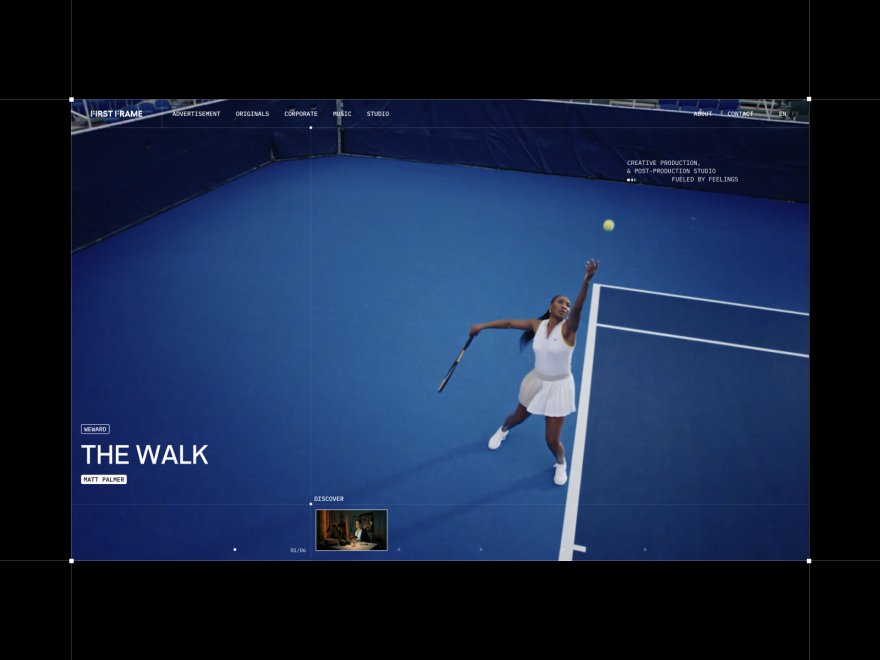 FIRST FRAME
ADVERTISEMENT ORIGINALS CORPORATE MUSIC STUDIO
ABOUT CONTACT EN FR
CREATIVE PRODUCTION,
& POST-PRODUCTION STUDIO
FUELED BY FEELINGS
WEWARD
THE WALK
MATT PALMER
DISCOVER
01/06